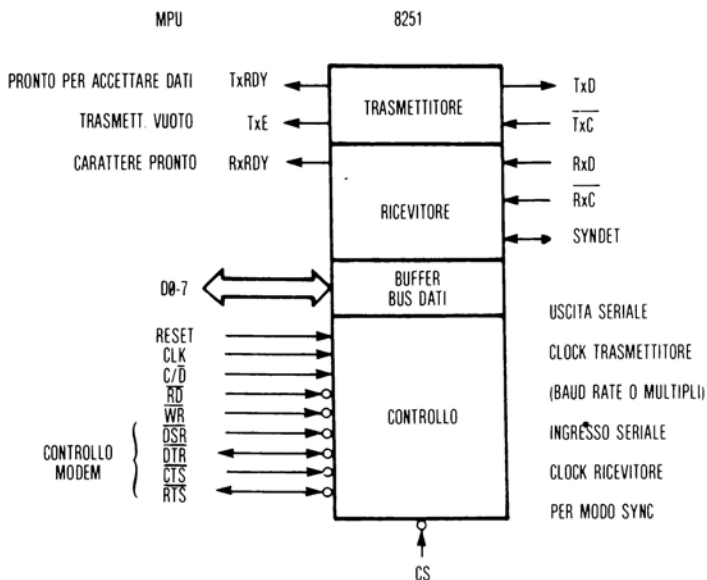 MPU 8251
PRONTO PER ACCETTARE DATI TxRDY TRASMETTITORE TxD
TRASMETT. VUOTO TxE TxC
CARATTERE PRONTO RxRDY RICEVITORE RxD
RxC
SYNDET
D0-7 BUFFER
BUS DATI
RESET
CLK
C/D
RD
WR
DSR
DTR
CTS
RTS
CONTROLLO
MODEM
CONTROLLO
USCITA SERIALE
CLOCK TRASMETTITORE
(BAUD RATE O MULTIPLI)
INGRESSO SERIALE
CLOCK RICEVITORE
PER MODO SYNC
CS